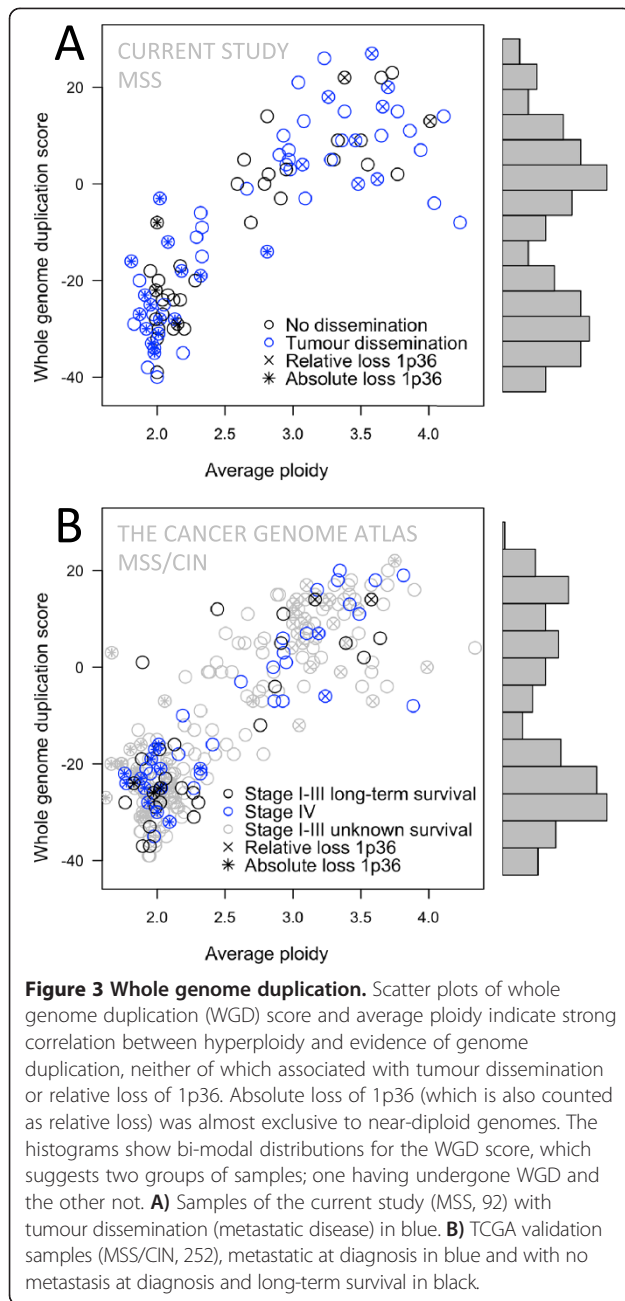 A
CURRENT STUDY
MSS
Whole genome duplication score
20
0
-20
-40
No dissemination
Tumour dissemination
Relative loss 1p36
Absolute loss 1p36
2.0 2.5 3.0 3.5 4.0
Average ploidy
B
THE CANCER GENOME ATLAS
MSS/CIN
Whole genome duplication score
20
0
-20
-40
Stage I-III long-term survival
Stage IV
Stage I-III unknown survival
Relative loss 1p36
Absolute loss 1p36
2.0 2.5 3.0 3.5 4.0
Average ploidy
Figure 3 Whole genome duplication. Scatter plots of whole
genome duplication (WGD) score and average ploidy indicate strong
correlation between hyperploidy and evidence of genome
duplication, neither of which associated with tumour dissemination
or relative loss of 1p36. Absolute loss of 1p36 (which is also counted
as relative loss) was almost exclusive to near-diploid genomes. The
histograms show bi-modal distributions for the WGD score, which
suggests two groups of samples; one having undergone WGD and
the other not. A) Samples of the current study (MSS, 92) with
tumour dissemination (metastatic disease) in blue. B) TCGA validation
samples (MSS/CIN, 252), metastatic at diagnosis in blue and with no
metastasis at diagnosis and long-term survival in black.